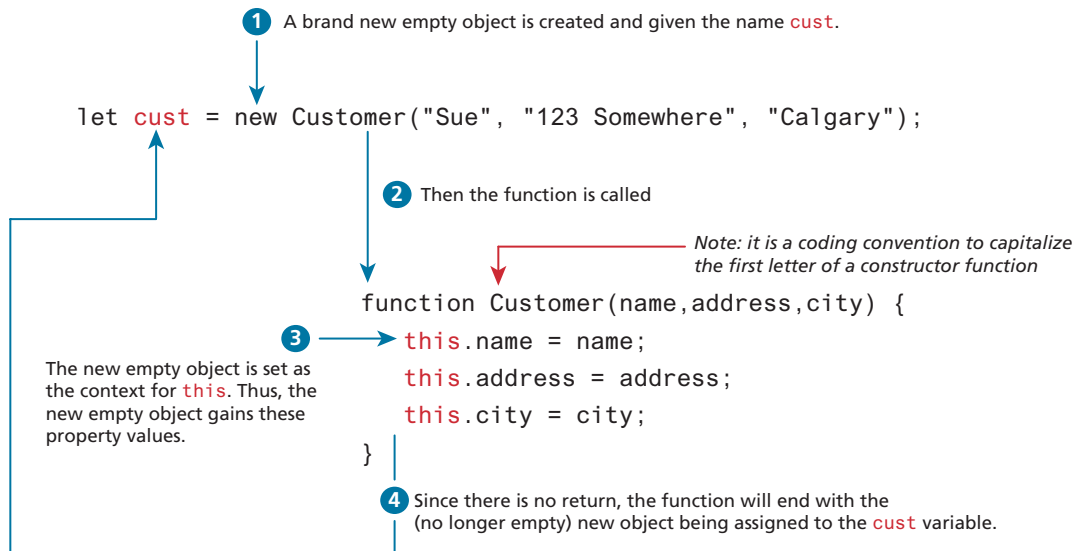 1 A brand new empty object is created and given the name cust.
let cust = new Customer("Sue", "123 Somewhere", "Calgary");
2 Then the function is called
Note: it is a coding convention to capitalize
the first letter of a constructor function
function Customer(name,address,city) {
3
this.name = name;
this.address = address;
this.city = city;
}
The new empty object is set as
the context for this. Thus, the
new empty object gains these
property values.
4 Since there is no return, the function will end with the
(no longer empty) new object being assigned to the cust variable.